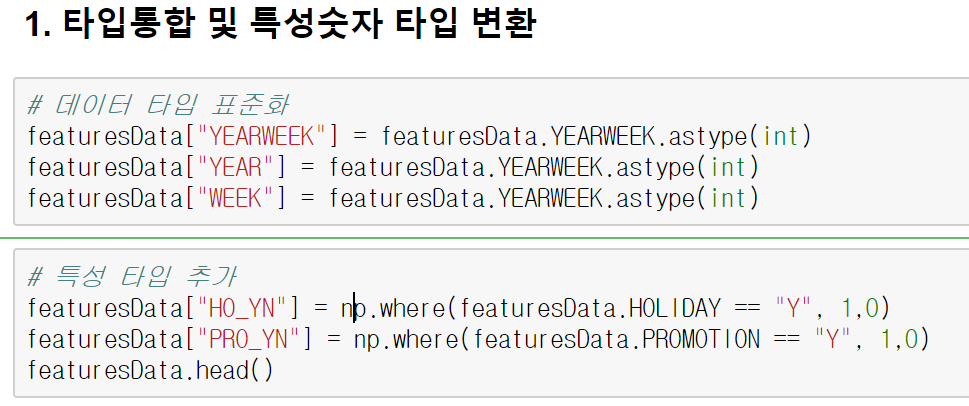 1. 타입통합 및 특성숫자 타입 변환
# 데이터 타입 표준화
featuresData["YEARWEEK"] = featuresData.YEARWEEK.astype(int)
featuresData["YEAR"] = featuresData.YEARWEEK.astype(int)
featuresData["WEEK"] = featuresData.YEARWEEK.astype(int)
# 특성 타입 추가
featuresData["HO_YN"] = np.where(featuresData.HOLIDAY == "Y", 1,0)
featuresData["PRO_YN"] = np.where(featuresData.PROMOTION == "Y", 1,0)
featuresData.head()